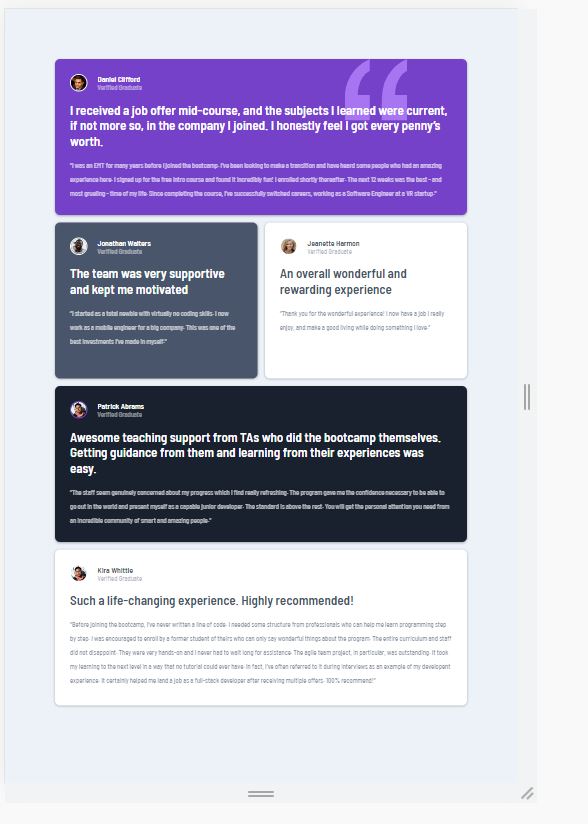 Daniel Clifford
Verified Graduate
I received a job offer mid-course, and the subjects I learned were current,
if not more so, in the company I joined. I honestly feel I got every penny's
worth.
"I was an EMT for many years before I joined the bootcamp. I've been looking to make a transition and have heard some people who had an amazing
experience here. I signed up for the free intro course and found it incredibly fun! I enrolled shortly thereafter. The next 12 weeks was the best - and
most grueling - time of my life. Since completing the course, I've successfully switched careers, working as a Software Engineer at a VR startup."
Jonathan Walters
Verified Graduate
The team was very supportive
and kept me motivated
"I started as a total newbie with virtually no coding skills. I now
work as a mobile engineer for a big company. This was one of the
best investments I've made in myself."
Jeanette Harmon
Verified Graduate
An overall wonderful and
rewarding experience
"Thank you for the wonderful experience! I now have a job I really
enjoy, and make a good living while doing something I love."
Patrick Abrams
Verified Graduate
Awesome teaching support from TAs who did the bootcamp themselves.
Getting guidance from them and learning from their experiences was
easy.
"The staff seem genuinely concerned about my progress which I find really refreshing. The program gave me the confidence necessary to be able to
go out in the world and present myself as a capable junior developer. The standard is above the rest. You will get the personal attention you need from
an incredible community of smart and amazing people."
Kira Whittle
Verified Graduate
Such a life-changing experience. Highly recommended!
"Before joining the bootcamp, I've never written a line of code. I needed some structure from professionals who can help me learn programming step
by step. I was encouraged to enroll by a former student of theirs who can only say wonderful things about the program. The entire curriculum and staff
did not disappoint. They were very hands-on and I never had to wait long for assistance. The agile team project, in particular, was outstanding. It took
my learning to the next level in a way that no tutorial could ever have. In fact, I've often referred to it during interviews as an example of my developent
experience. It certainly helped me land a job as a full-stack developer after receiving multiple offers. 100% recommend!"